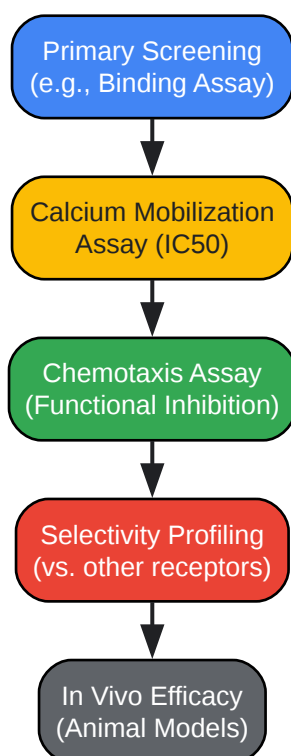 Primary Screening
(e.g., Binding Assay)
Calcium Mobilization
Assay (IC50)
Chemotaxis Assay
(Functional Inhibition)
Selectivity Profiling
(vs. other receptors)
In Vivo Efficacy
(Animal Models)